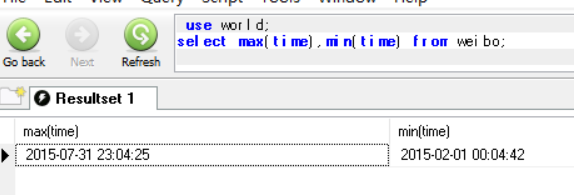 Go back
Next
Refresh
use world;
select max(time),min(time) from weibo;
Resultset 1
max(time) min(time)
2015-07-31 23:04:25 2015-02-01 00:04:42